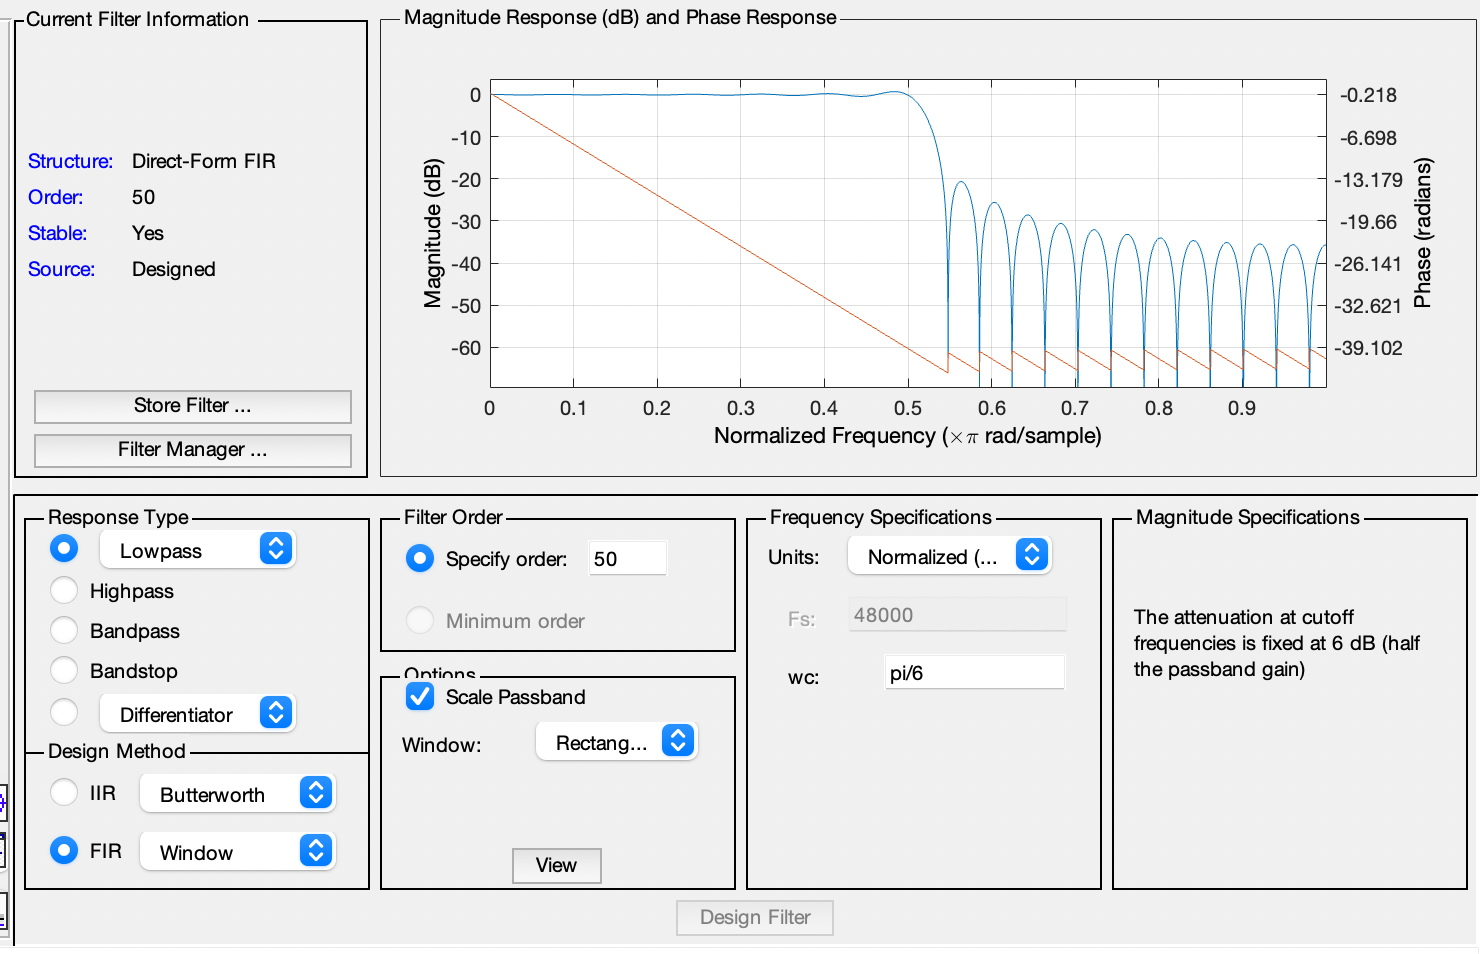 Current Filter Information
Structure: Direct-Form FIR
Order: 50
Stable: Yes
Source: Designed
Store Filter ...
Filter Manager ...
Magnitude Response (dB) and Phase Response
Magnitude (dB)
0
-10
-20
-30
-40
-50
-60
-0.218
-6.698
-13.179
-19.66
-26.141
-32.621
-39.102
Phase (radians)
0 0.1 0.2 0.3 0.4 0.5 0.6 0.7 0.8 0.9
Normalized Frequency (×π rad/sample)
Response Type
Lowpass
Highpass
Bandpass
Bandstop
Differentiator
Design Method
IIR Butterworth
FIR Window
Filter Order
Specify order: 50
Minimum order
Options
Scale Passband
Window: Rectang...
View
Frequency Specifications
Units: Normalized (...
Fs: 48000
wc: pi/6
Magnitude Specifications
The attenuation at cutoff
frequencies is fixed at 6 dB (half
the passband gain)
Design Filter